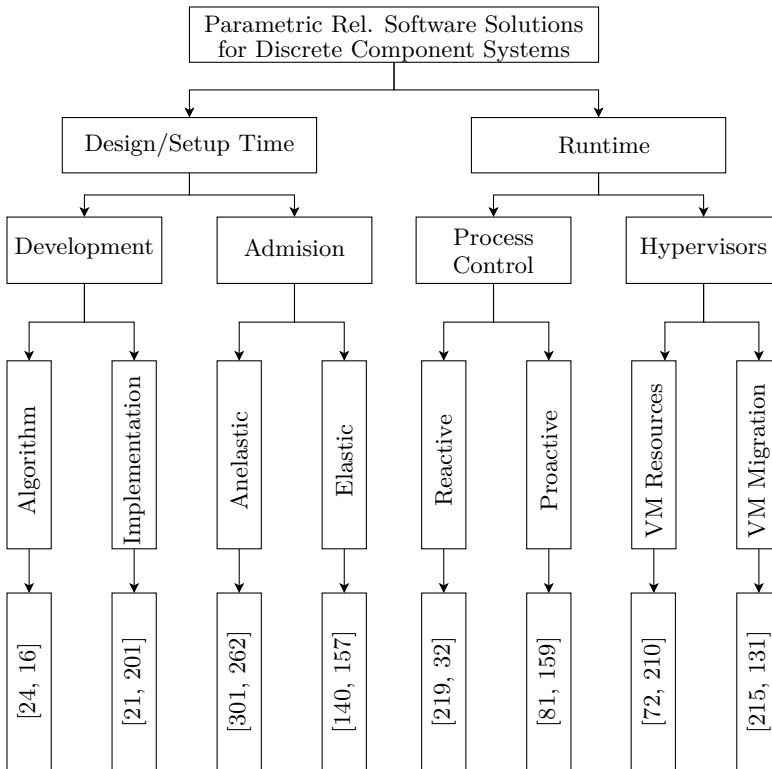 Parametric Rel. Software Solutions
for Discrete Component Systems
Design/Setup Time
Runtime
Development
Admision
Process
Control
Hypervisors
Algorithm
Implementation
Anelastic
Elastic
Reactive
Proactive
VM Resources
VM Migration
[24, 16]
[21, 201]
[301, 262]
[140, 157]
[219, 32]
[81, 159]
[72, 210]
[215, 131]